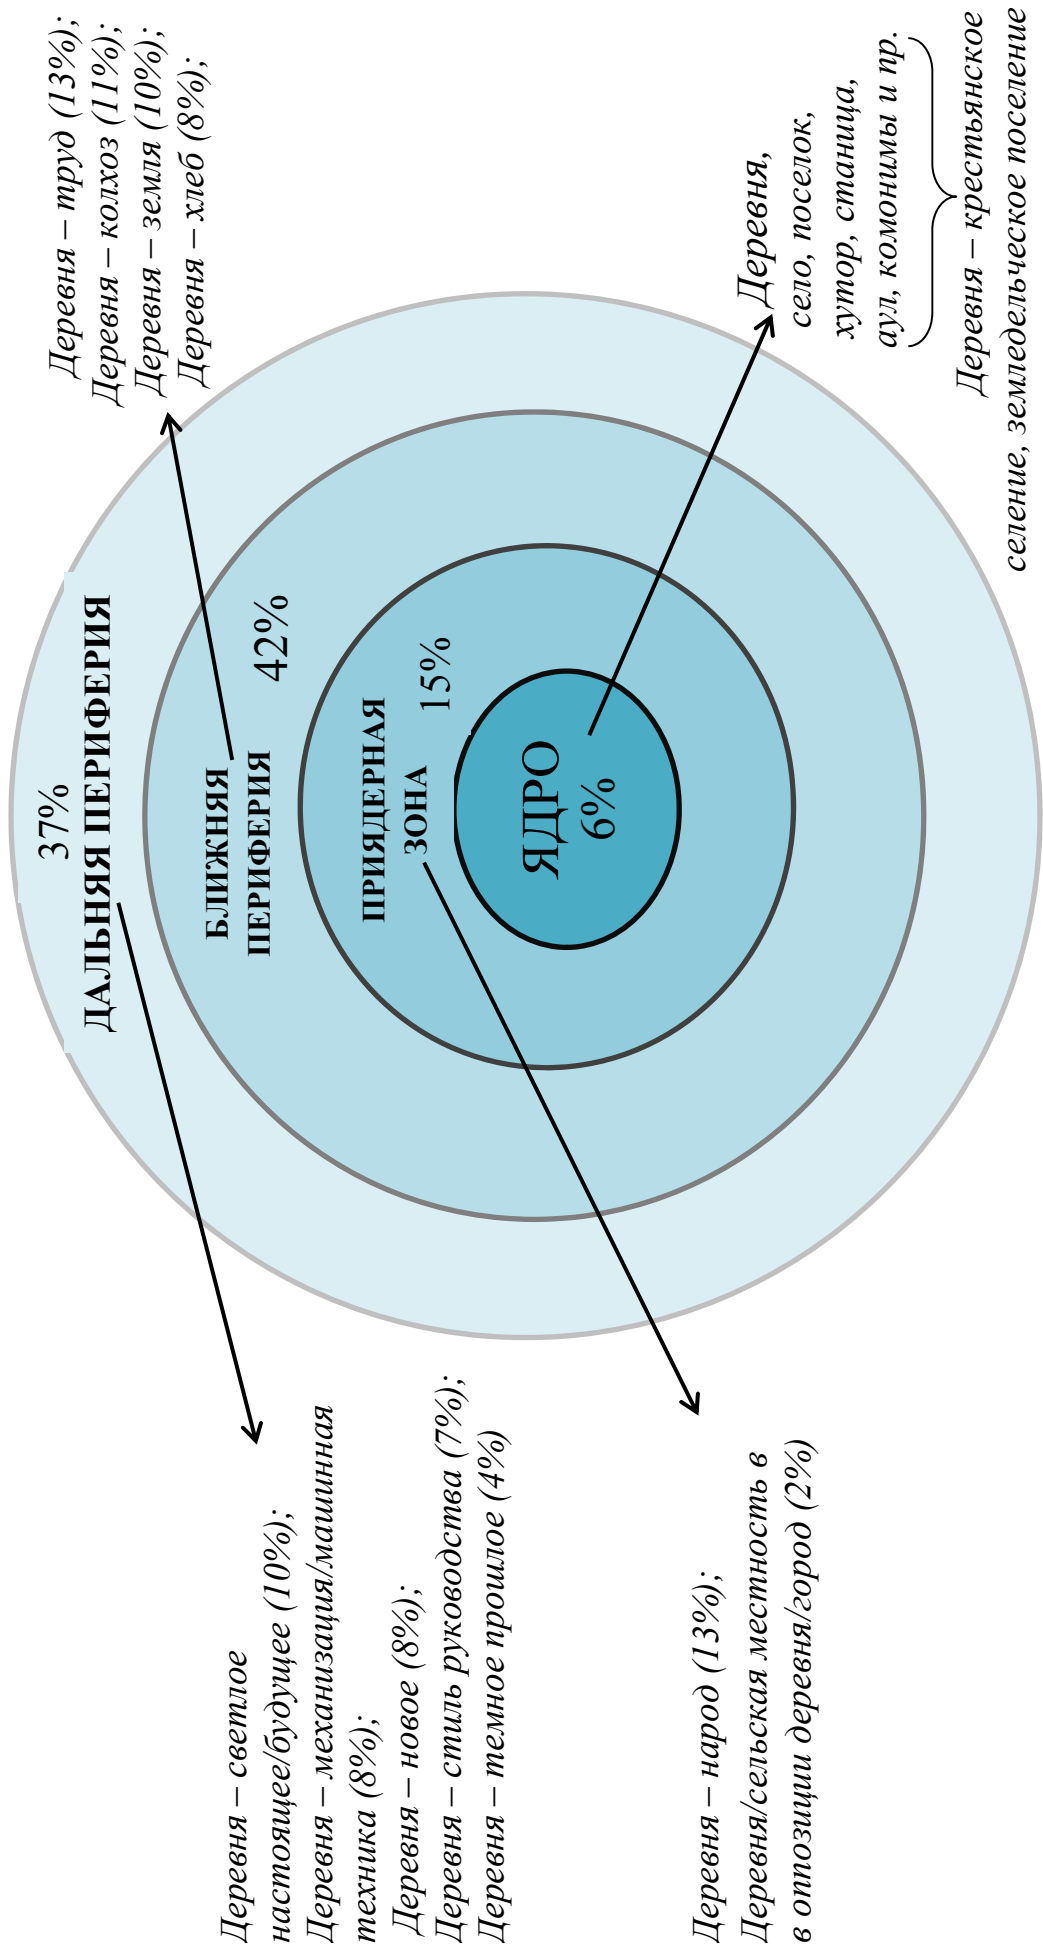 37%
ДАЛЬНЯЯ ПЕРИФЕРИЯ
БЛИЖНЯЯ
ПЕРИФЕРИЯ
42%
ПРИЯДЕРНАЯ
ЗОНА
15%
ЯДРО
6%
Деревня – светлое
настоящее/будущее (10%);
Деревня – механизация/машинная
техника (8%);
Деревня – новое (8%);
Деревня – стиль руководства (7%);
Деревня – темное прошлое (4%)
Деревня – народ (13%);
Деревня/сельская местность в
в оппозиции деревня/город (2%)
Деревня – труд (13%);
Деревня – колхоз (11%);
Деревня – земля (10%);
Деревня – хлеб (8%);
Деревня,
село, поселок,
хутор, станица,
аул, комонимы и пр.
Деревня – крестьянское
селение, земледельческое поселение